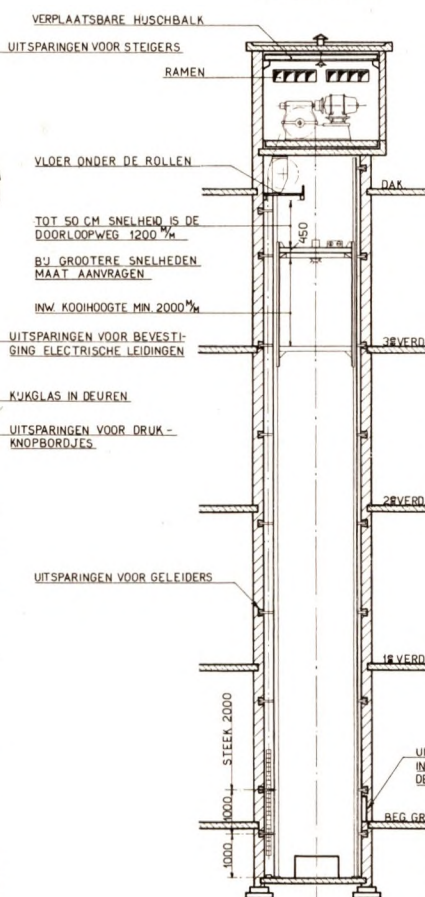 VERPLAATSBARE HIJSCHBALK
UITSPARINGEN VOOR STEIGERS
RAMEN
VLOER ONDER DE ROLLEN
DAK
TOT 50 CM SNELHEID IS DE
DOORLOOPWEG 1200 M/M
450
BIJ GROOTERE SNELHEDEN
MAAT AANVRAGEN
INW. KOOIHOOGTE MIN. 2000 M/M
UITSPARINGEN VOOR BEVESTI-
GING ELECTRISCHE LEIDINGEN
3E VERD
KIJKGLAS IN DEUREN
UITSPARINGEN VOOR DRUK-
KNOPBORDJES
2E VERD
UITSPARINGEN VOOR GELEIDERS
1E VERD
STEEK 2000
IN
DE
1000
BEG. GR
1000